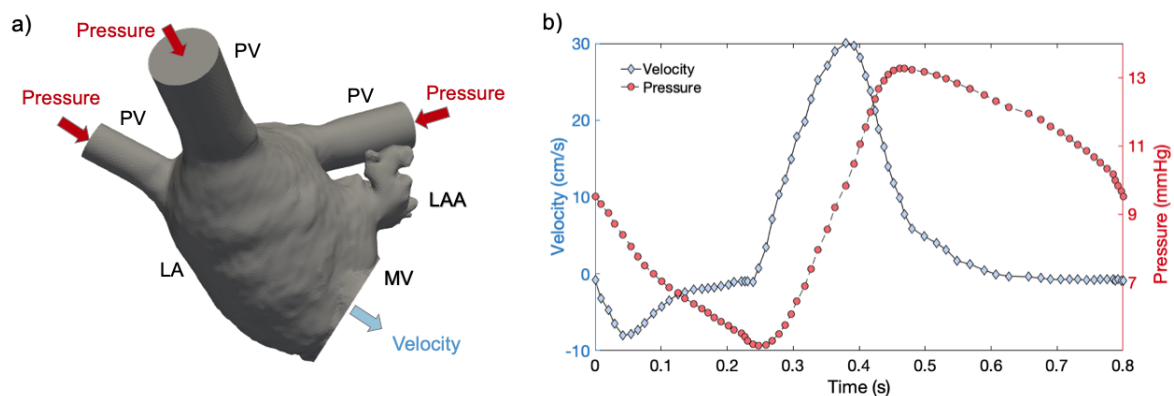 a)
Pressure
PV
Pressure
PV
PV
Pressure
LAA
LA
MV
Velocity
b)
Velocity
Pressure
Velocity (cm/s)
30
20
10
0
-10
Pressure (mmHg)
13
11
9
7
0 0.1 0.2 0.3 0.4 0.5 0.6 0.7 0.8
Time (s)